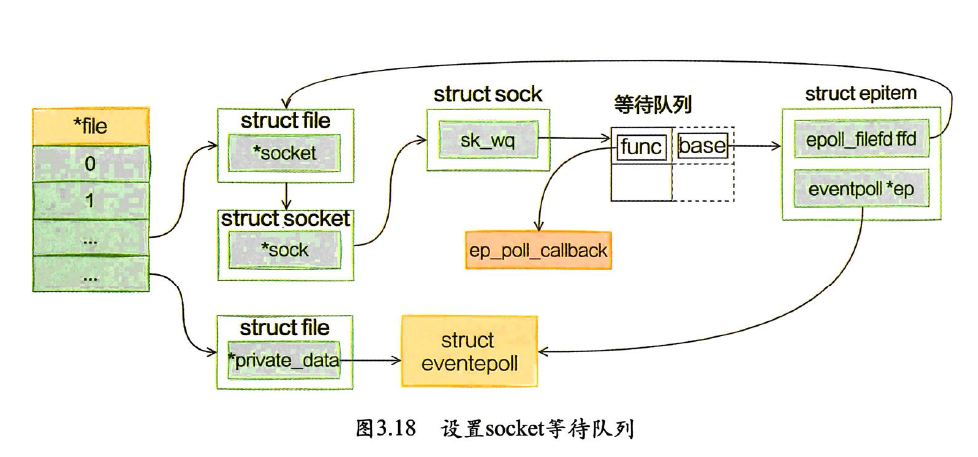 *file
0
1
...
...
struct file
*socket
struct socket
*sock
struct file
*private_data
struct sock
sk_wq
等待队列
func
base
ep_poll_callback
struct
eventepoll
struct epitem
epoll_filefd ffd
eventpoll *ep
图3.18 设置socket等待队列